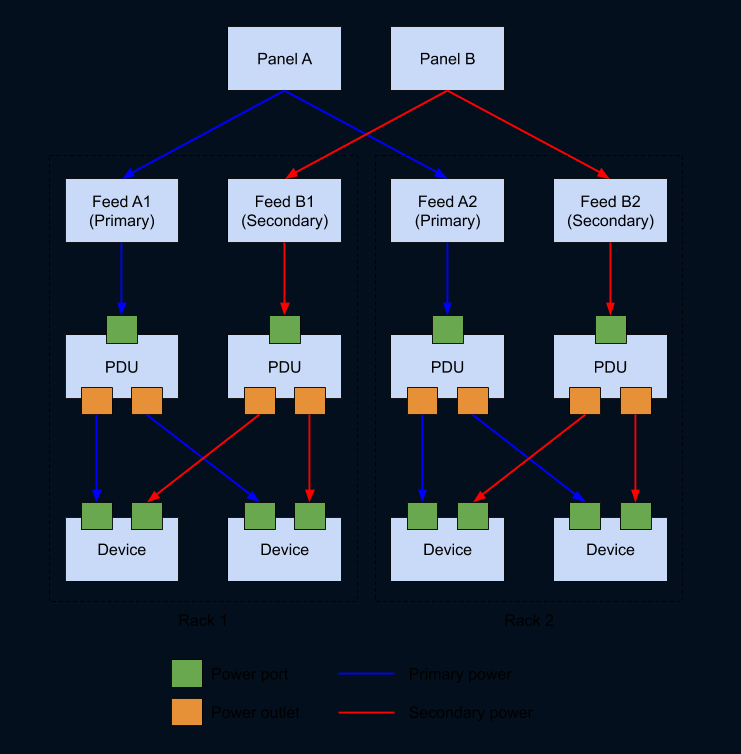 Panel A
Panel B
Feed A1
(Primary)
Feed B1
(Secondary)
Feed A2
(Primary)
Feed B2
(Secondary)
PDU
PDU
PDU
PDU
Device
Device
Device
Device
Rack 1
Rack 2
Power port
Primary power
Power outlet
Secondary power